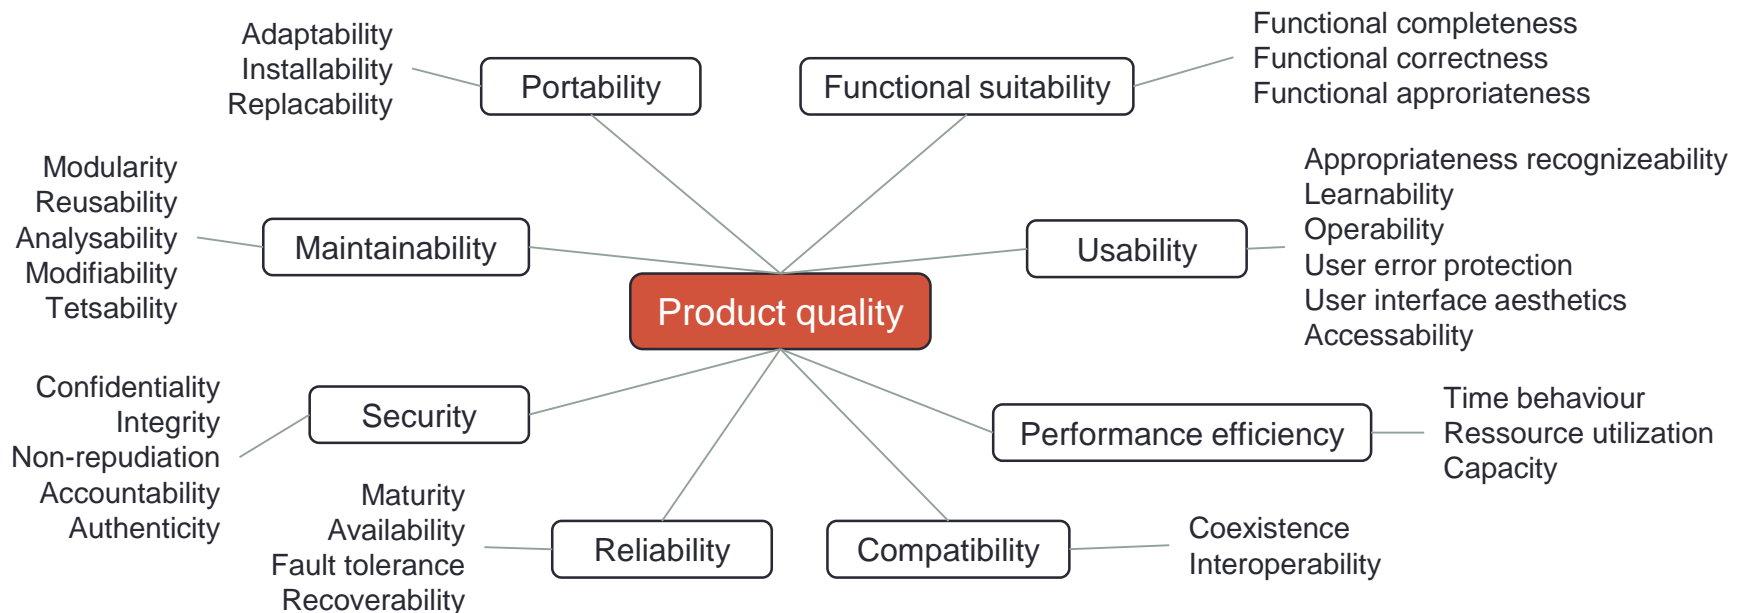 Adaptability
Installability
Replacability
Portability
Functional suitability
Functional completeness
Functional correctness
Functional approriateness
Modularity
Reusability
Analysability
Modifiability
Tetsability
Maintainability
Usability
Appropriateness recognizeability
Learnability
Operability
User error protection
User interface aesthetics
Accessability
Product quality
Confidentiality
Integrity
Non-repudiation
Accountability
Authenticity
Security
Performance efficiency
Time behaviour
Ressource utilization
Capacity
Maturity
Availability
Fault tolerance
Recoverability
Reliability
Compatibility
Coexistence
Interoperability